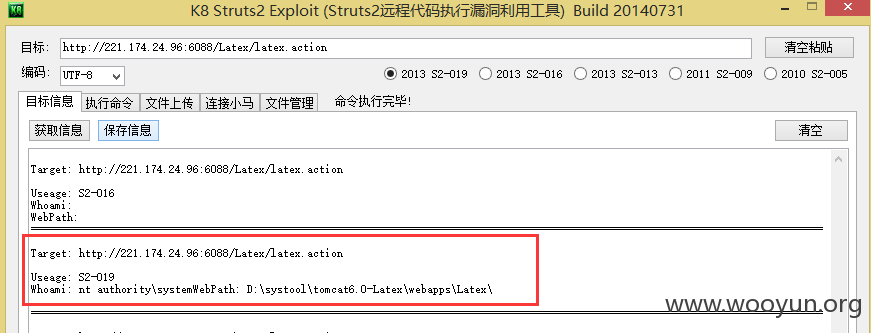 K8 K8 Struts2 Exploit (Struts2远程代码执行漏洞利用工具) Build 20140731
目标: http://221.174.24.96:6088/Latex/latex.action 清空粘贴
编码: UTF-8 2013 S2-019 2013 S2-016 2013 S2-013 2011 S2-009 2010 S2-005
目标信息 执行命令 文件上传 连接小马 文件管理 命令执行完毕!
获取信息 保存信息 清空
Target: http://221.174.24.96:6088/Latex/latex.action
Useage: S2-016
Whoami:
WebPath:
Target: http://221.174.24.96:6088/Latex/latex.action
Useage: S2-019
Whoami: nt authority\systemWebPath: D:\systool\tomcat6.0-Latex\webapps\Latex\
www.wooyun.org